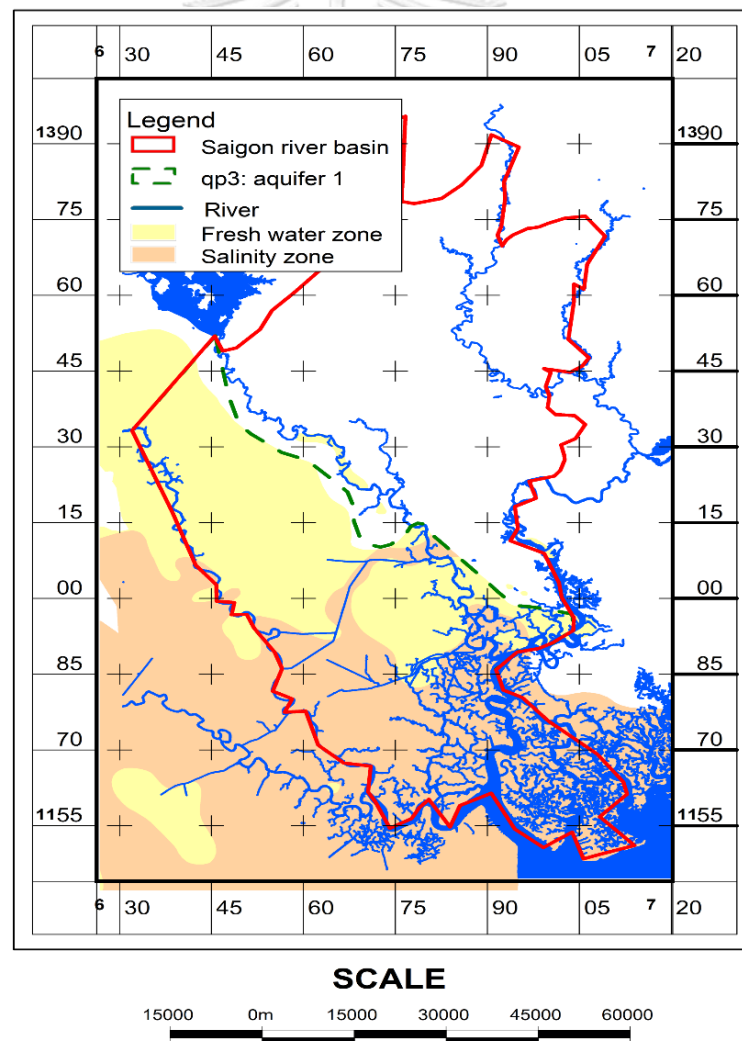 6 30 45 60 75 90 05 7 20
Legend
Saigon river basin
qp3: aquifer 1
River
Fresh water zone
Salinity zone
1390 1390
75 75
60 60
45 45
30 30
15 15
00 00
85 85
70 70
1155 1155
6 30 45 60 75 90 05 7 20
SCALE
15000 0m 15000 30000 45000 60000